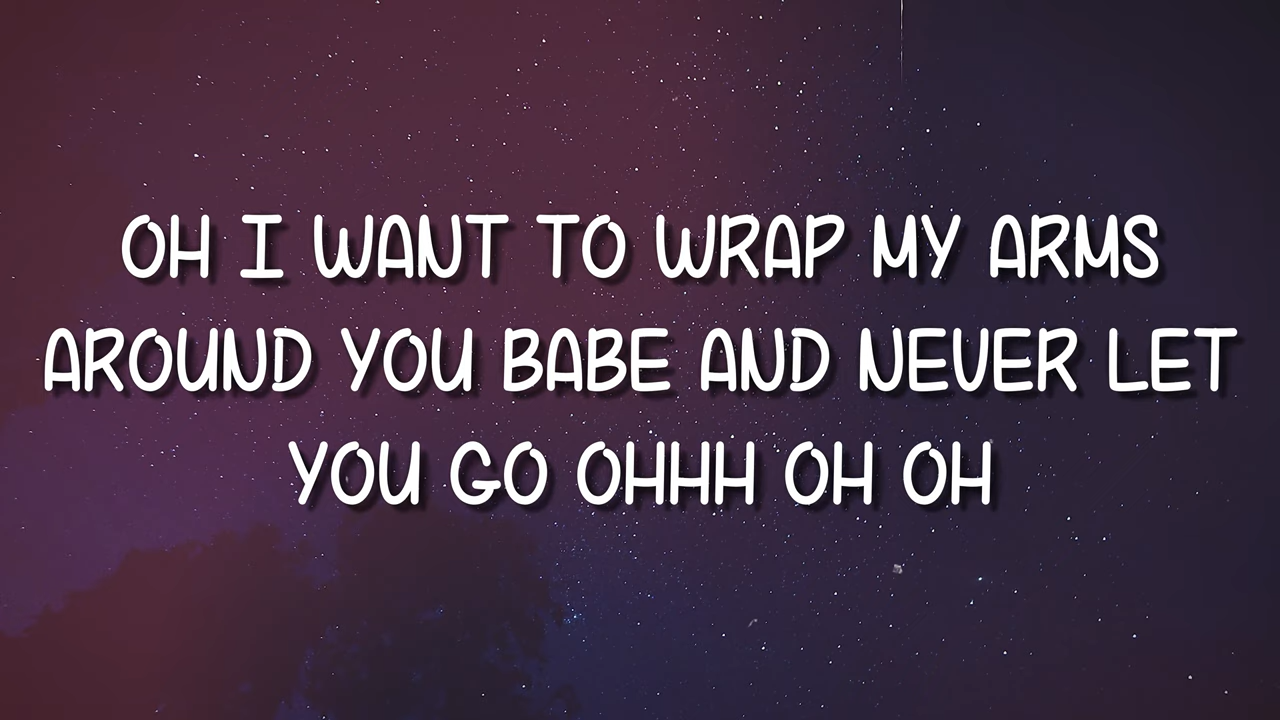 OH I WANT TO WRAP MY ARMS
AROUND YOU BABE AND NEVER LET
YOU GO OHHH OH OH